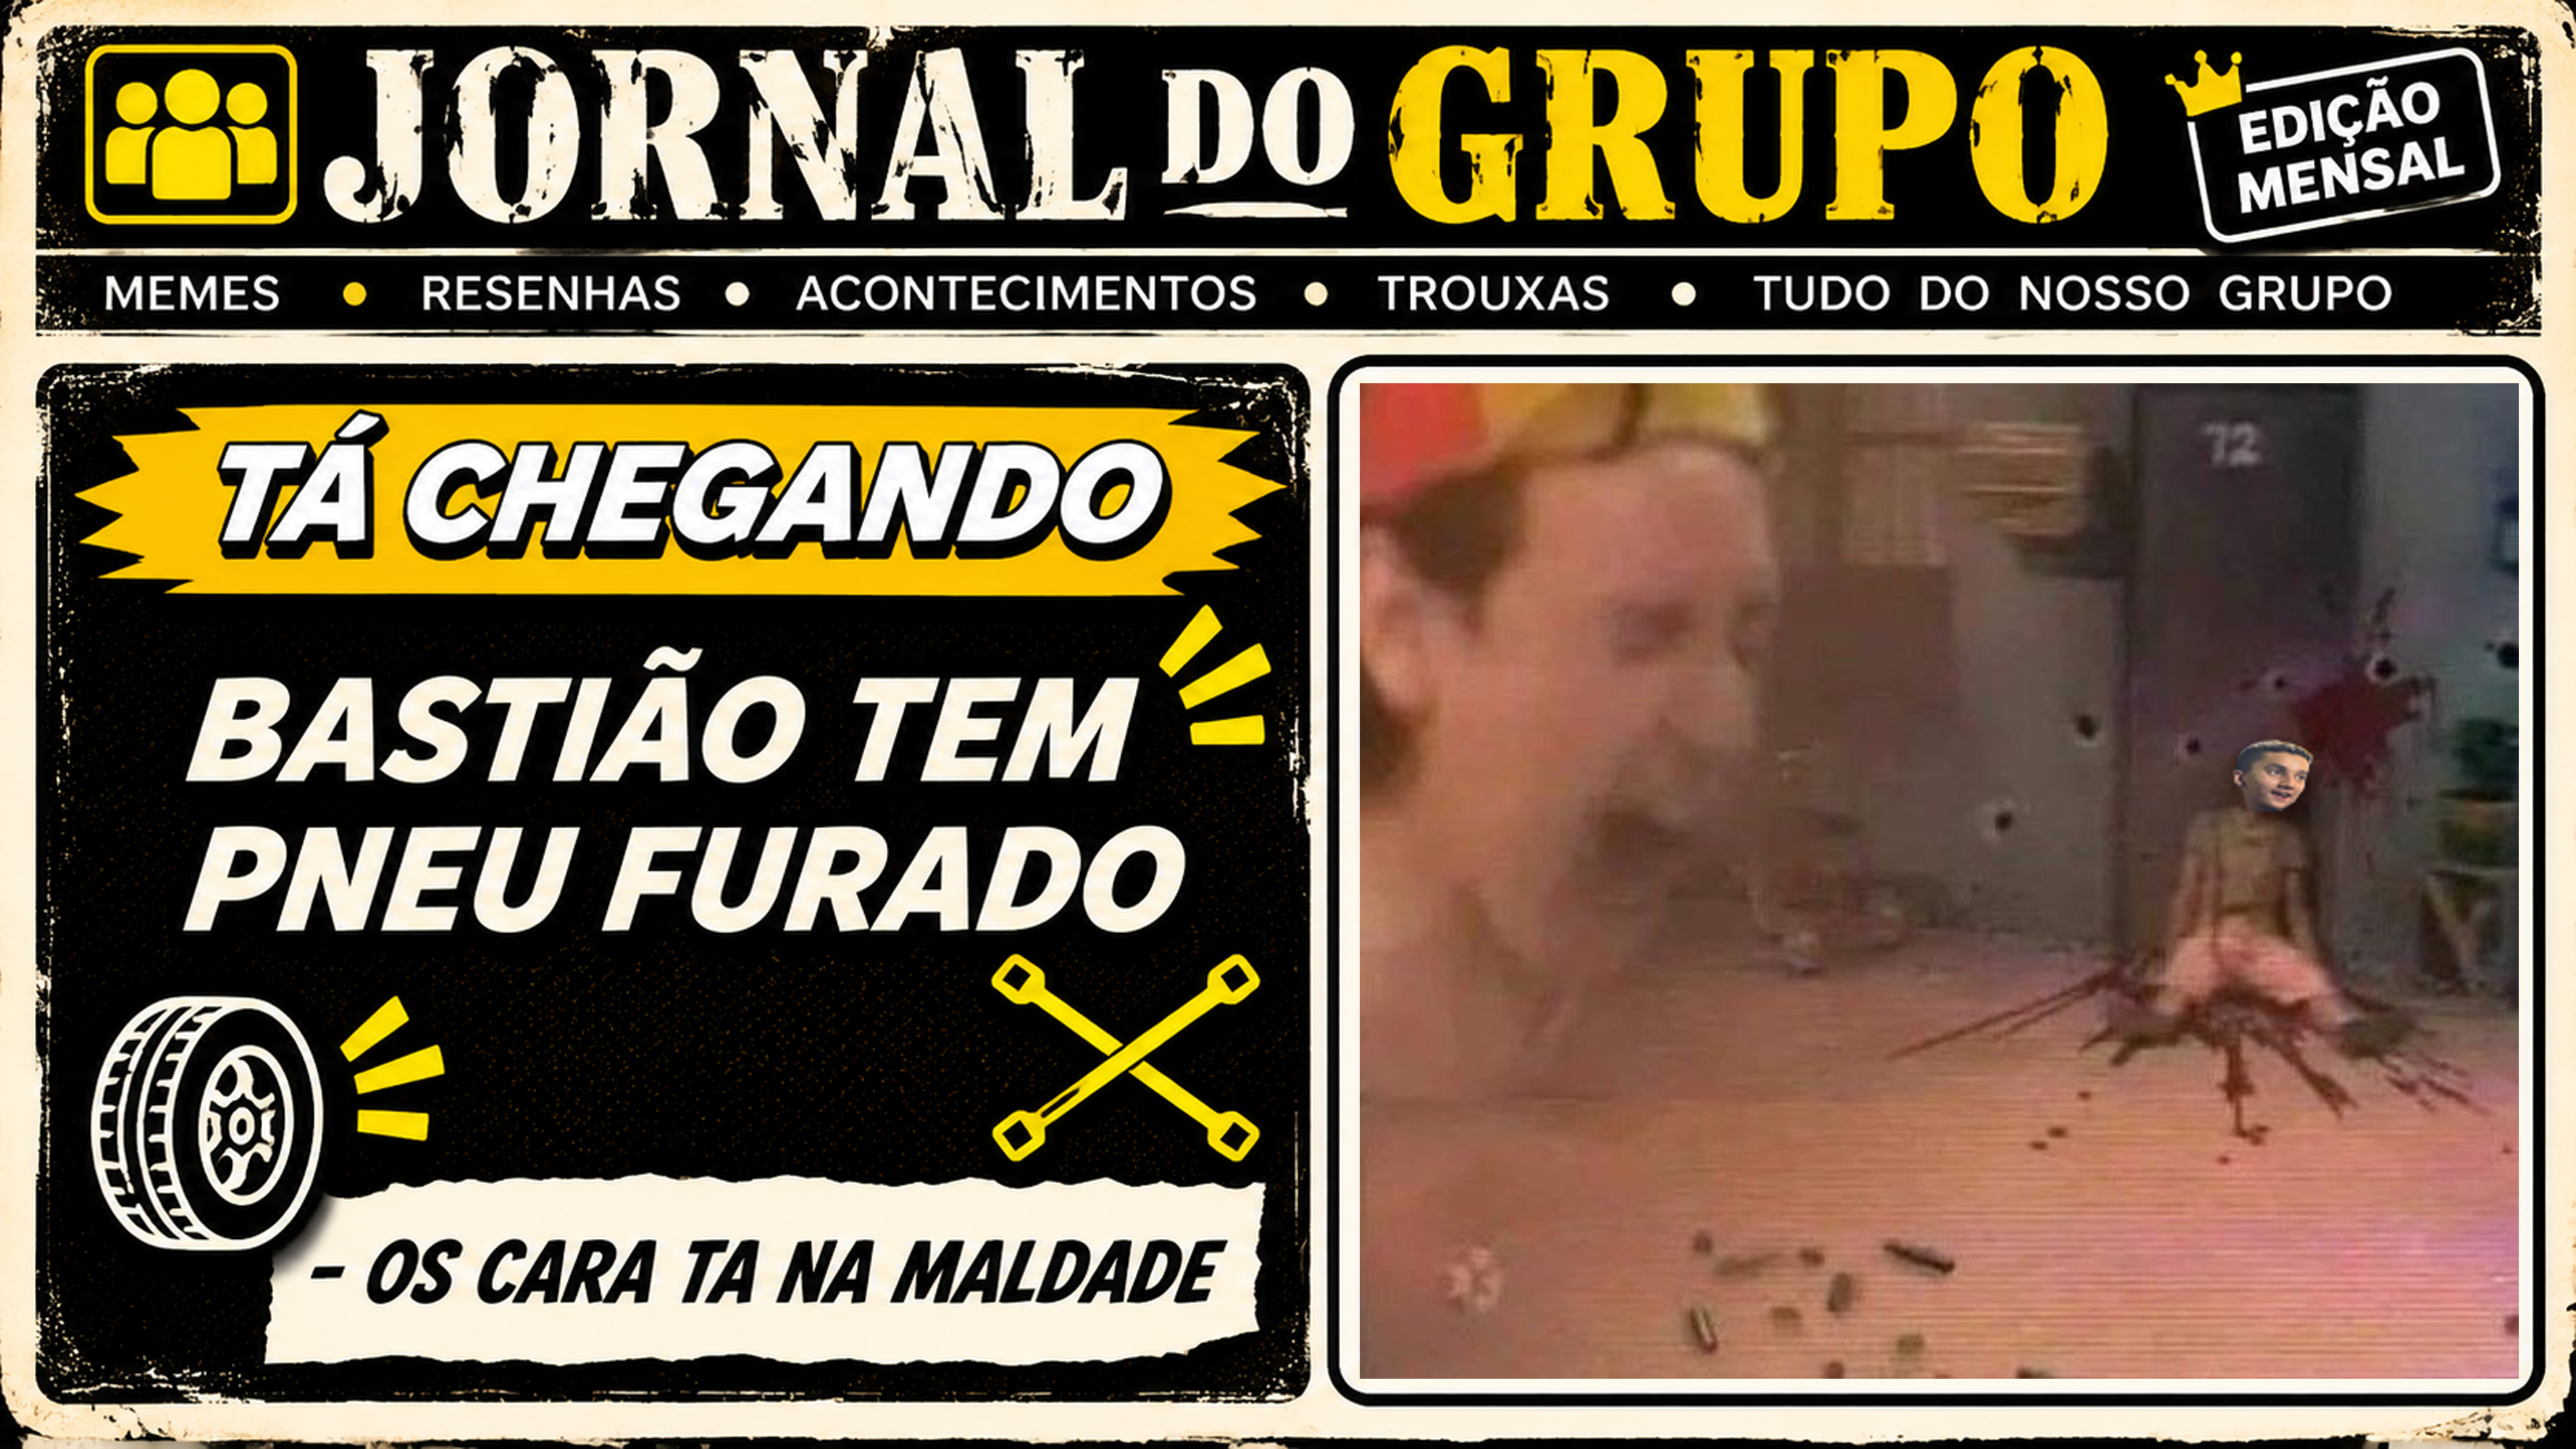 JORNAL DO GRUPO
EDIÇÃO
MENSAL
MEMES • RESENHAS • ACONTECIMENTOS • TROUXAS • TUDO DO NOSSO GRUPO
TÁ CHEGANDO
BASTIÃO TEM
PNEU FURADO
- OS CARA TA NA MALDADE
72